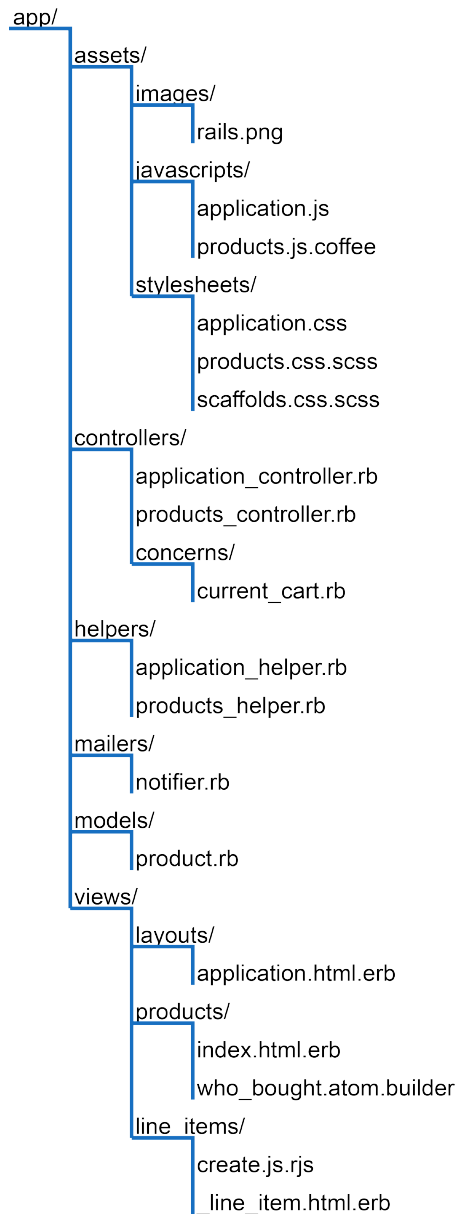 app/
assets/
images/
rails.png
javascripts/
application.js
products.js.coffee
stylesheets/
application.css
products.css.scss
scaffolds.css.scss
controllers/
application_controller.rb
products_controller.rb
concerns/
current_cart.rb
helpers/
application_helper.rb
products_helper.rb
mailers/
notifier.rb
models/
product.rb
views/
layouts/
application.html.erb
products/
index.html.erb
who_bought.atom.builder
line_items/
create.js.rjs
_line_item.html.erb